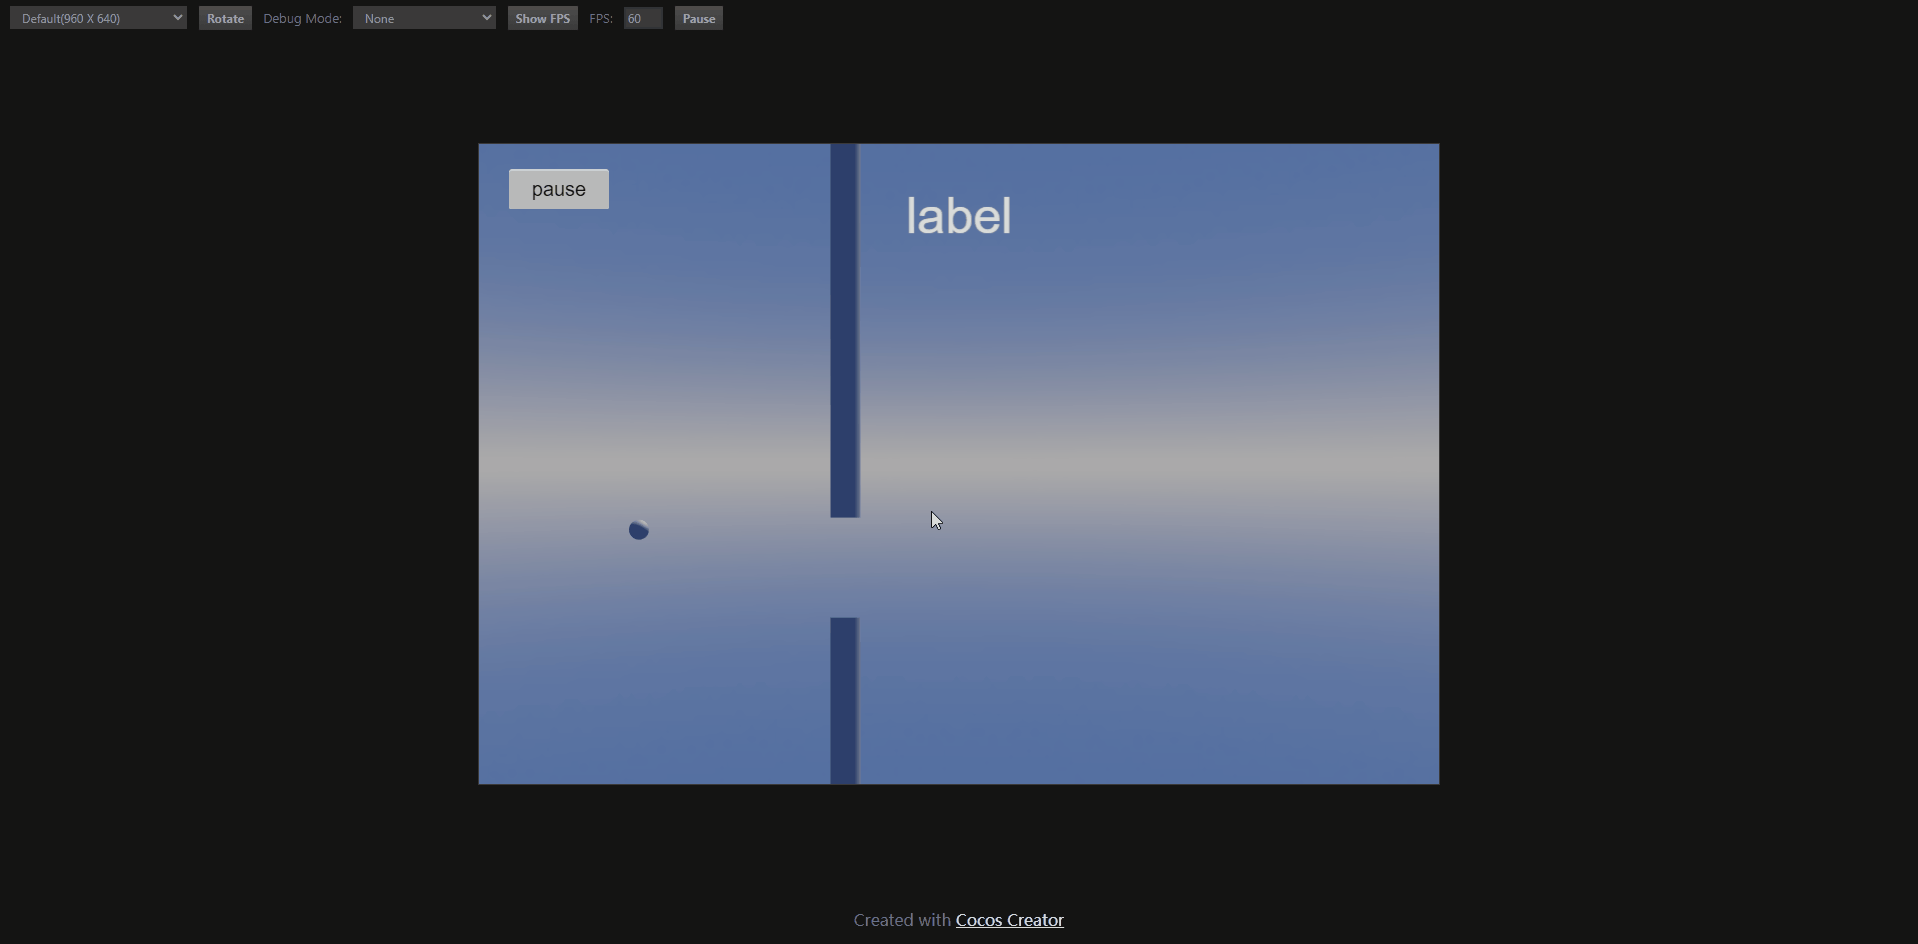 Default(960 X 640) Rotate Debug Mode: None Show FPS FPS: 60 Pause
pause
label
Created with Cocos Creator